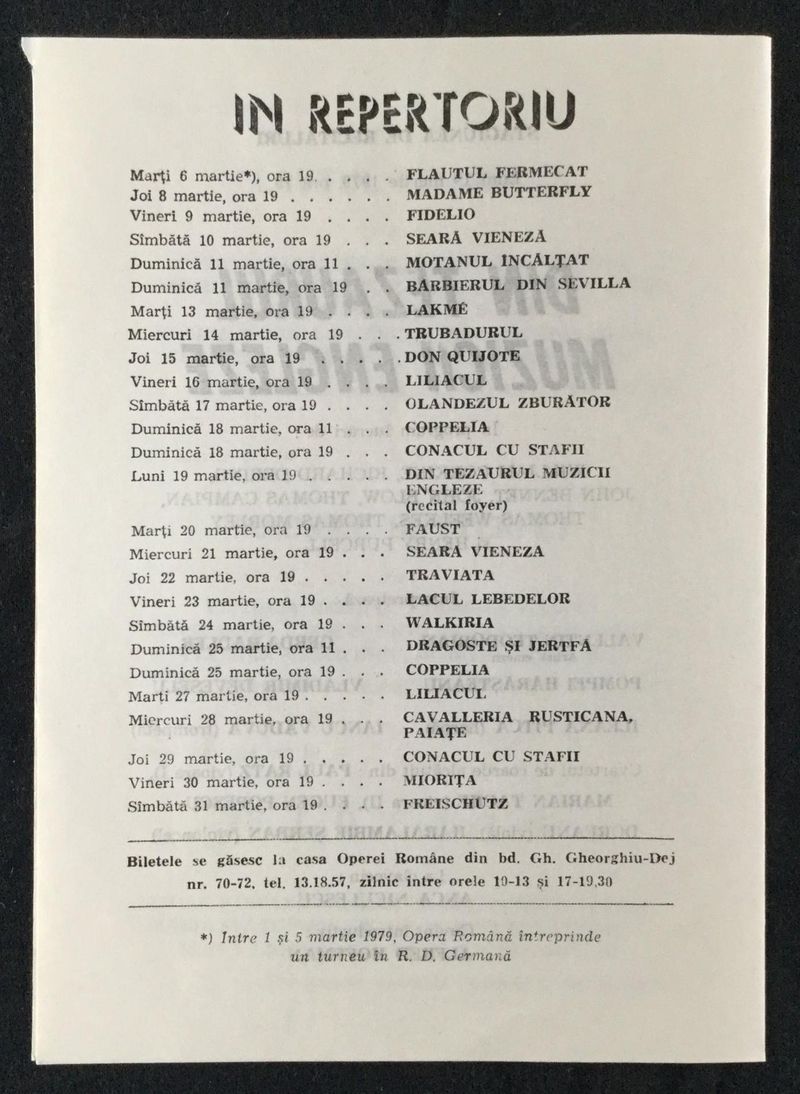 IN REPERTORIU
Marți 6 martie*), ora 19. . . . . FLAUTUL FERMECAT
Joi 8 martie, ora 19 . . . . . . MADAME BUTTERFLY
Vineri 9 martie, ora 19 . . . . FIDELIO
Sîmbătă 10 martie, ora 19 . . . SEARĂ VIENEZĂ
Duminică 11 martie, ora 11 . . . MOTANUL ÎNCĂLȚAT
Duminică 11 martie, ora 19 . . BĂRBIERUL DIN SEVILLA
Marți 13 martie, ora 19 . . . . LAKMÉ
Miercuri 14 martie, ora 19 . . . TRUBADURUL
Joi 15 martie, ora 19 . . . . . DON QUIJOTE
Vineri 16 martie, ora 19 . . . . LILIACUL
Sîmbătă 17 martie, ora 19 . . . . OLANDEZUL ZBURĂTOR
Duminică 18 martie, ora 11 . . . COPPELIA
Duminică 18 martie, ora 19 . . . CONACUL CU STAFII
Luni 19 martie, ora 19 . . . . . DIN TEZAURUL MUZICII
ENGLEZE
(recital foyer)
Marți 20 martie, ora 19 . . . . FAUST
Miercuri 21 martie, ora 19 . . . SEARA VIENEZA
Joi 22 martie, ora 19 . . . . . TRAVIATA
Vineri 23 martie, ora 19 . . . . LACUL LEBEDELOR
Sîmbătă 24 martie, ora 19 . . . WALKIRIA
Duminică 25 martie, ora 11 . . . DRAGOSTE ȘI JERTFĂ
Duminică 25 martie, ora 19 . . . COPPELIA
Marti 27 martie, ora 19 . . . . . LILIACUL
Miercuri 28 martie, ora 19 . . . CAVALLERIA RUSTICANA,
PAIAȚE
Joi 29 martie, ora 19 . . . . . CONACUL CU STAFII
Vineri 30 martie, ora 19 . . . . MIORIȚA
Sîmbătă 31 martie, ora 19 . . . . FREISCHÜTZ
Biletele se găsesc la casa Operei Române din bd. Gh. Gheorghiu-Dej
nr. 70-72, tel. 13.18.57, zilnic între orele 10-13 și 17-19,30
*) Intre 1 și 5 martie 1979, Opera Română întreprinde
un turneu în R. D. Germană